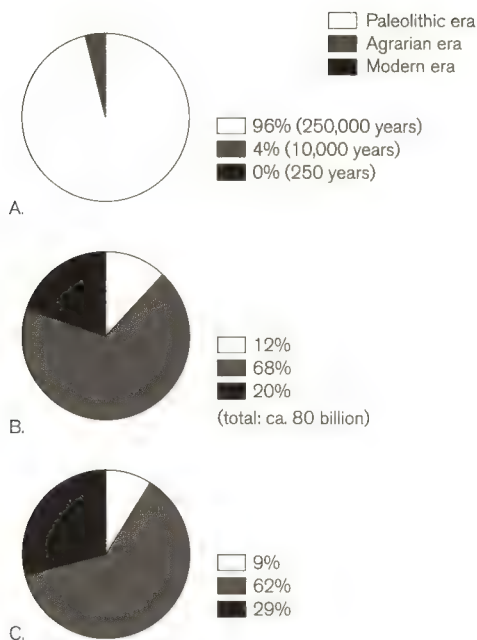 Paleolithic era
Agrarian era
Modern era
96% (250,000 years)
4% (10,000 years)
0% (250 years)
A.
12%
68%
20%
(total: ca. 80 billion)
B.
9%
62%
29%
C.